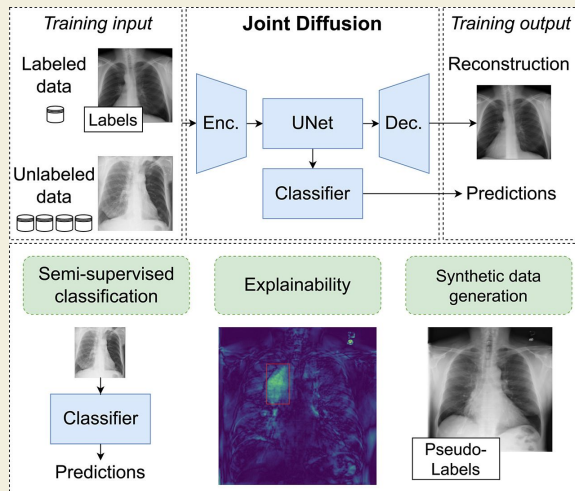 Training input
Joint Diffusion
Training output
Labeled
data
Labels
Unlabeled
data
Enc.
UNet
Dec.
Classifier
Reconstruction
Predictions
Semi-supervised
classification
Explainability
Synthetic data
generation
Classifier
Predictions
Pseudo-
Labels